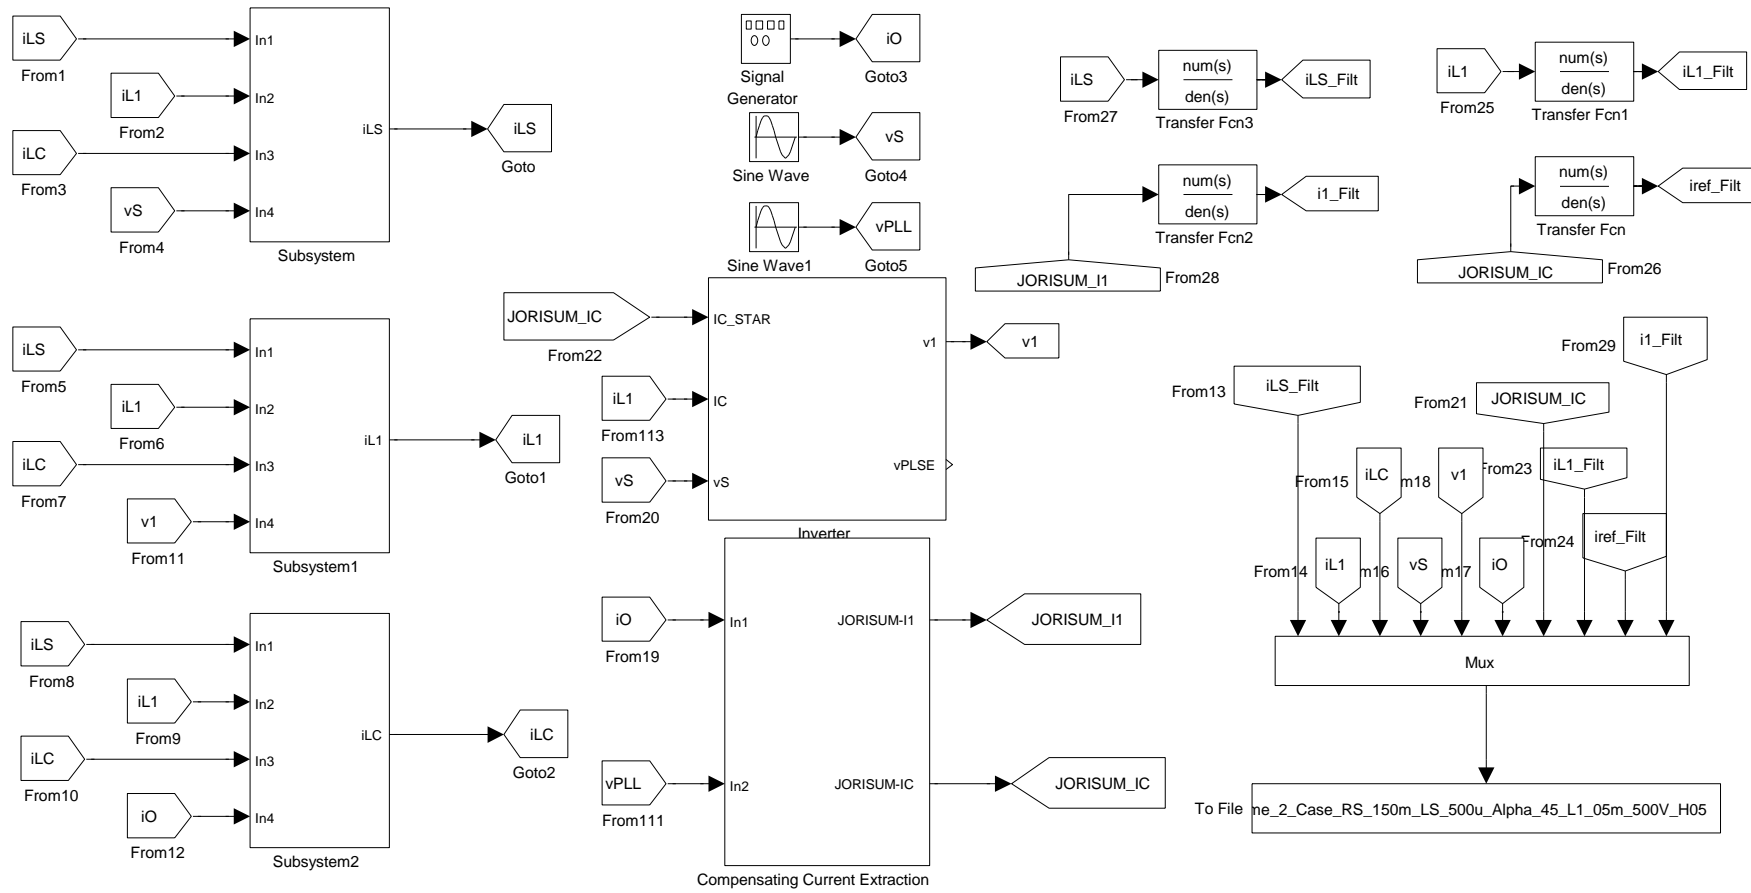 iLS
From1
In1
iL1
From2
In2
iLC
From3
In3
vS
From4
In4
iLS
iLS
Goto
Subsystem
iLS
From5
In1
iL1
From6
In2
iLC
From7
In3
v1
From11
In4
iL1
iL1
Goto1
Subsystem1
iLS
From8
In1
iL1
From9
In2
iLC
From10
In3
iO
From12
In4
iLC
iLC
Goto2
Subsystem2
Signal
Generator
iO
Goto3
Sine Wave
vS
Goto4
Sine Wave1
vPLL
Goto5
JORISUM_IC
From22
IC_STAR
iL1
From113
IC
vS
From20
vS
v1
vPLSE
v1
Inverter
iO
From19
In1
vPLL
From111
In2
JORISUM-I1
JORISUM-IC
JORISUM_I1
JORISUM_IC
Compensating Current Extraction
iLS
From27
num(s)
den(s)
Transfer Fcn3
iLS_Filt
iL1
From25
num(s)
den(s)
Transfer Fcn1
iL1_Filt
num(s)
den(s)
Transfer Fcn2
i1_Filt
JORISUM_I1
From28
num(s)
den(s)
Transfer Fcn
iref_Filt
JORISUM_IC
From26
From29
i1_Filt
From13
iLS_Filt
From21
JORISUM_IC
From15
iLC
m18
v1
From23
iL1_Filt
From14
iL1
m16
vS
m17
iO
From24
iref_Filt
Mux
To File
me_2_Case_RS_150m_LS_500u_Alpha_45_L1_05m_500V_H05